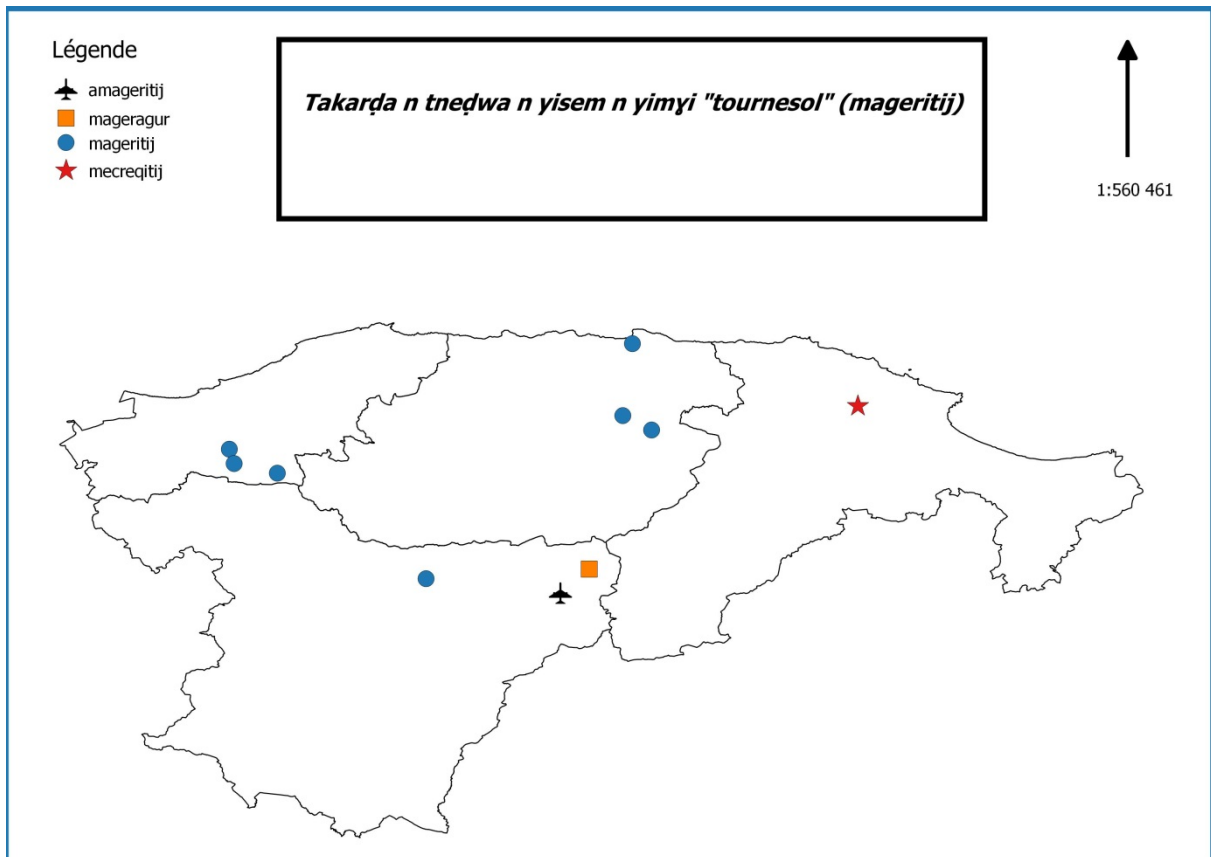 Légende
amageritij
mageragur
mageritij
mecreqitij
Takarḍa n tneḍwa n yisem n yimɣi "tournesol" (mageritij)
1:560 461